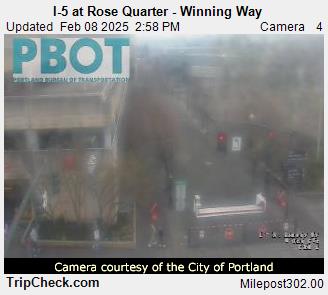 I-5 at Rose Quarter - Winning Way
Updated Feb 08 2025 2:58 PM Camera 4
PBOT
PORTLAND BUREAU OF TRANSPORTATION
Camera courtesy of the City of Portland
TripCheck.com Milepost302.00